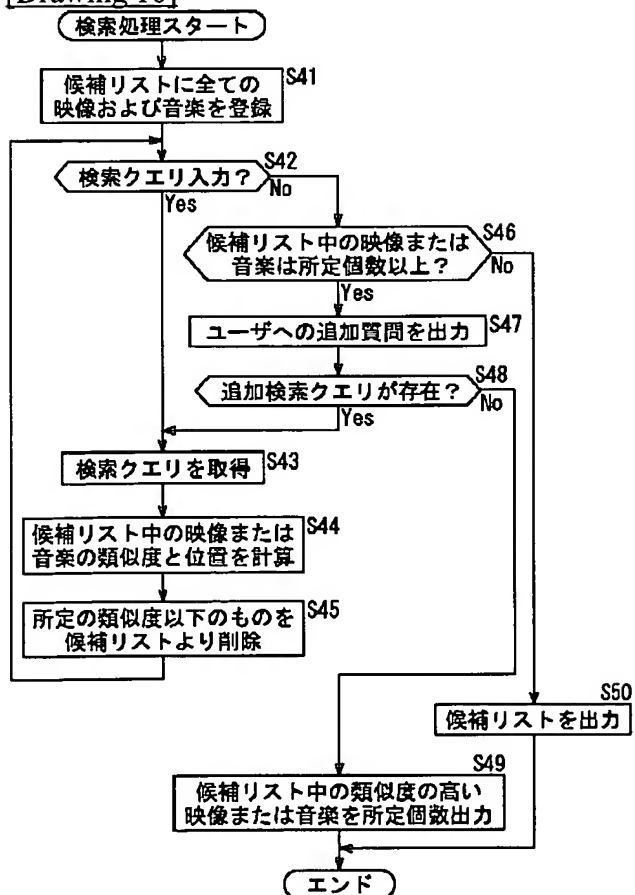 [Drawing 10]
検索処理スタート
候補リストに全ての
映像および音楽を登録
S41
検索クエリ入力？
S42
Yes
No
候補リスト中の映像または
音楽は所定個数以上？
S46
Yes
No
ユーザへの追加質問を出力
S47
追加検索クエリが存在？
S48
Yes
No
検索クエリを取得
S43
候補リスト中の映像または
音楽の類似度と位置を計算
S44
所定の類似度以下のものを
候補リストより削除
S45
候補リストを出力
S50
候補リスト中の類似度の高い
映像または音楽を所定個数出力
S49
エンド